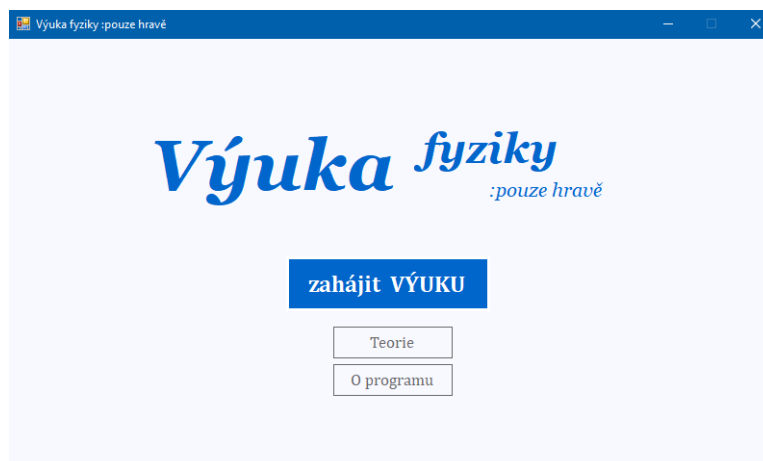 Výuka fyziky :pouze hravě
Výuka fyziky
:pouze hravě
zahájit VÝUKU
Teorie
O programu